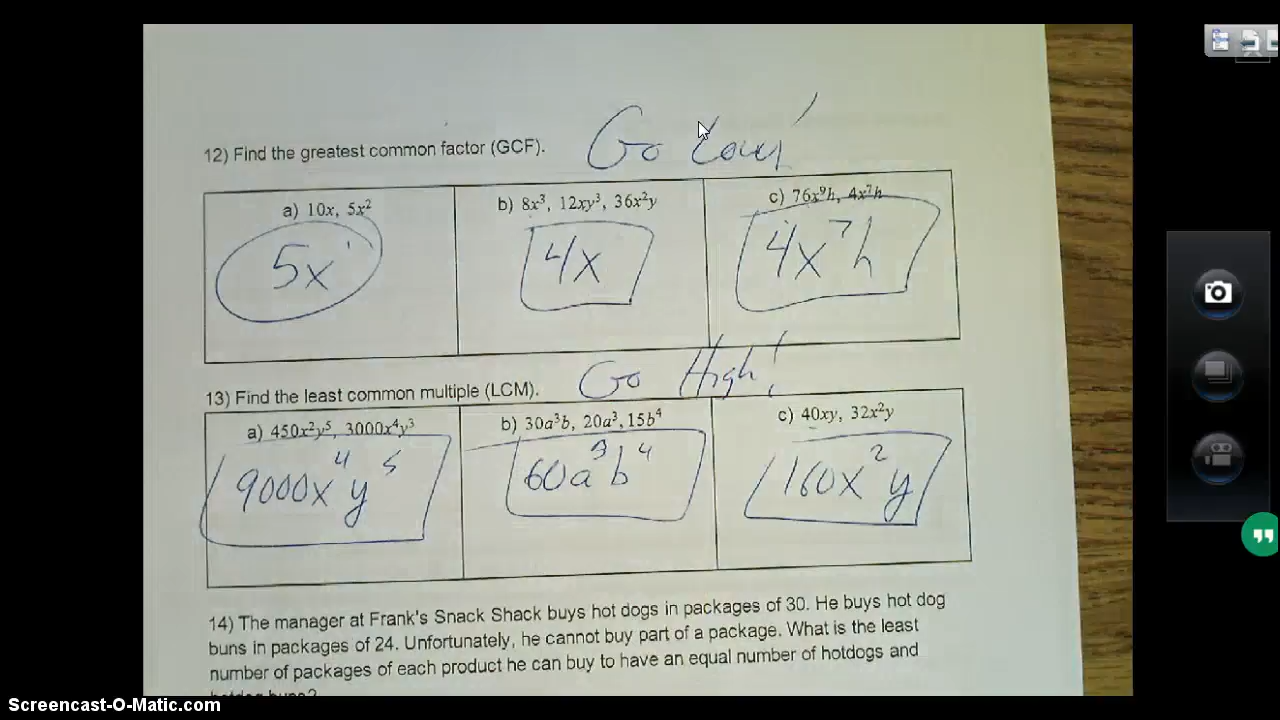 12) Find the greatest common factor (GCF). Go Low!
a) 10x, 5x² b) 8x³, 12xy³, 36x²y c) 76x⁹h, 4x⁷h
5x¹ 4x 4x⁷h
13) Find the least common multiple (LCM). Go High!
a) 450x²y⁵, 3000x⁴y³ b) 30a³b, 20a³, 15b⁴ c) 40xy, 32x²y
9000x⁴y⁵ 60a³b⁴ 160x²y
14) The manager at Frank's Snack Shack buys hot dogs in packages of 30. He buys hot dog
buns in packages of 24. Unfortunately, he cannot buy part of a package. What is the least
number of packages of each product he can buy to have an equal number of hotdogs and
hotdog buns?
Screencast-O-Matic.com